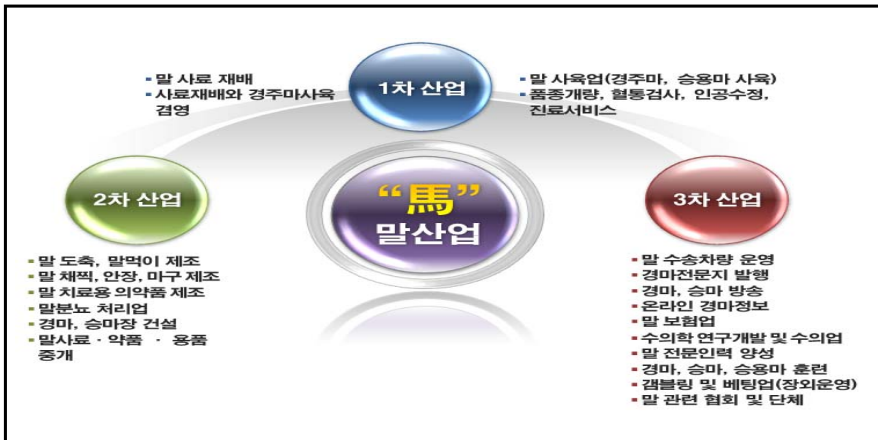 1차 산업
▪ 말 사료 재배
▪ 사료재배와 경주마사육
겸영
▪ 말 사육업(경주마, 승용마 사육)
▪ 품종개량, 혈통검사, 인공수정,
진료서비스
“馬”
말산업
2차 산업
▪ 말 도축, 말먹이 제조
▪ 말 채찍, 안장, 마구 제조
▪ 말 치료용 의약품 제조
▪ 말분뇨 처리업
▪ 경마, 승마장 건설
▪ 말사료 · 약품 · 용품
중개
3차 산업
▪ 말 수송차량 운영
▪ 경마전문지 발행
▪ 경마, 승마 방송
▪ 온라인 경마정보
▪ 말 보험업
▪ 수의학 연구개발 및 수의업
▪ 말 전문인력 양성
▪ 경마, 승마, 승용마 훈련
▪ 갬블링 및 베팅업(장외운영)
▪ 말 관련 협회 및 단체